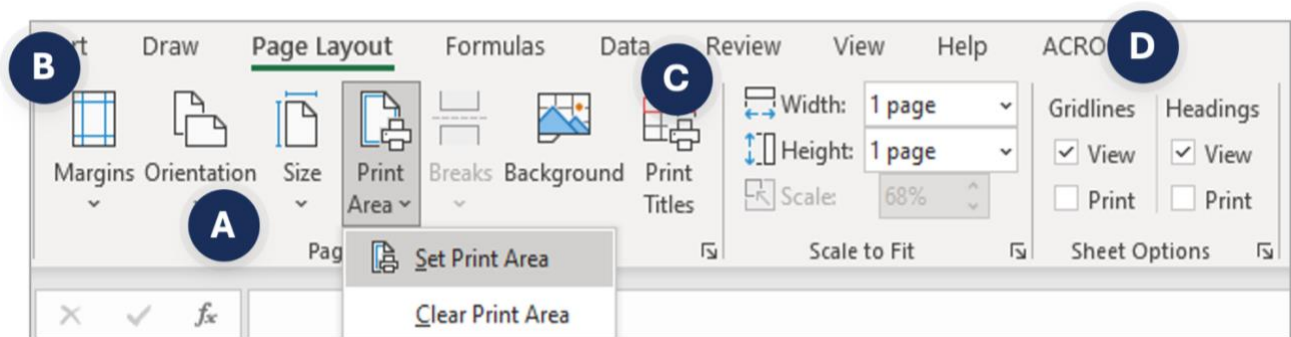 rt Draw Page Layout Formulas Data Review View Help ACRO
B
C
D
A
Margins Orientation Size Print Area Breaks Background Print Titles
Width: 1 page
Height: 1 page
Scale: 68%
Gridlines Headings
View View
Print Print
Pag
Scale to Fit Sheet Options
Set Print Area
Clear Print Area
fx